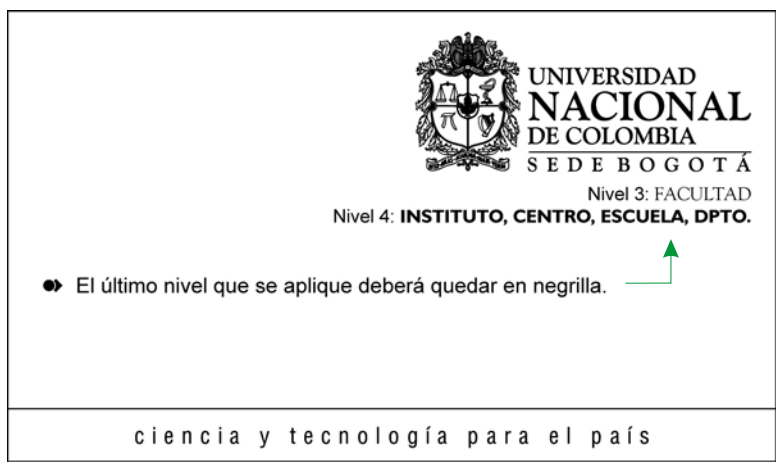 UNIVERSIDAD
NACIONAL
DE COLOMBIA
SEDE BOGOTÁ
Nivel 3: FACULTAD
Nivel 4: INSTITUTO, CENTRO, ESCUELA, DPTO.
El último nivel que se aplique deberá quedar en negrilla.
ciencia y tecnología para el país